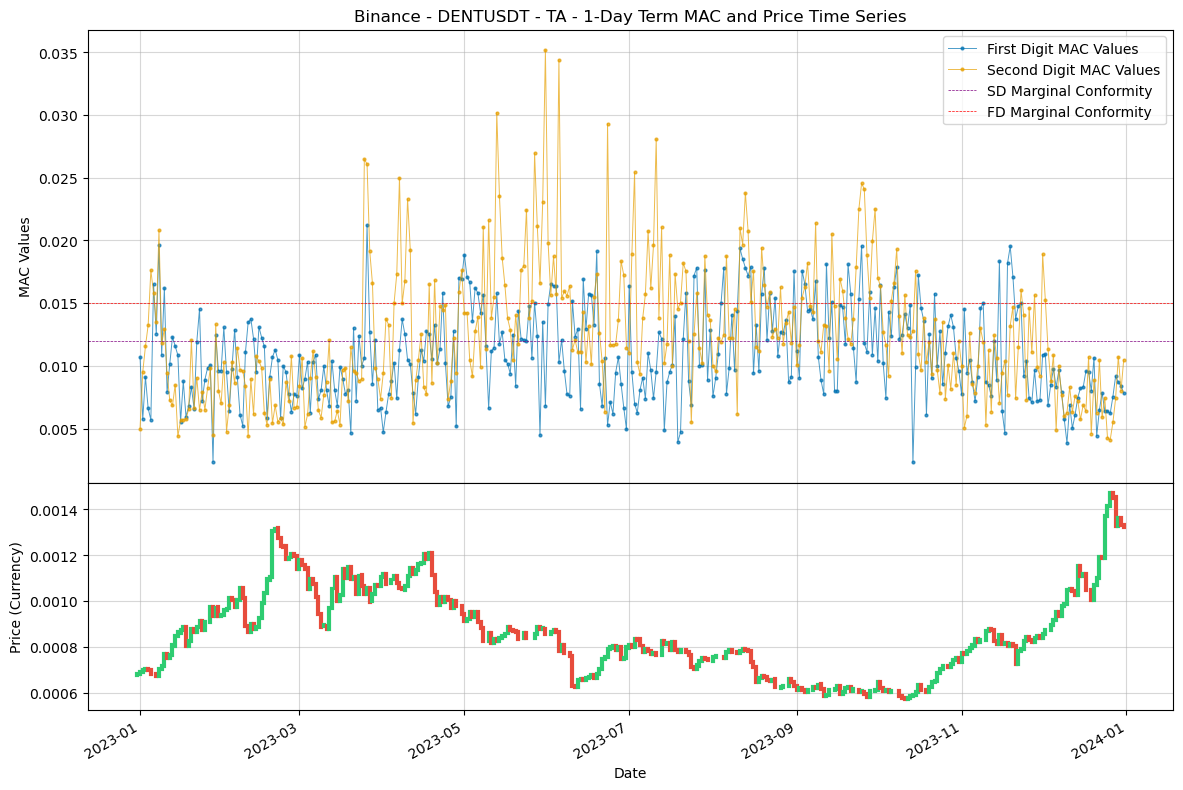 Binance - DENTUSDT - TA - 1-Day Term MAC and Price Time Series
First Digit MAC Values
Second Digit MAC Values
SD Marginal Conformity
FD Marginal Conformity
MAC Values
0.035
0.030
0.025
0.020
0.015
0.010
0.005
Price (Currency)
0.0014
0.0012
0.0010
0.0008
0.0006
2023-01
2023-03
2023-05
2023-07
2023-09
2023-11
2024-01
Date